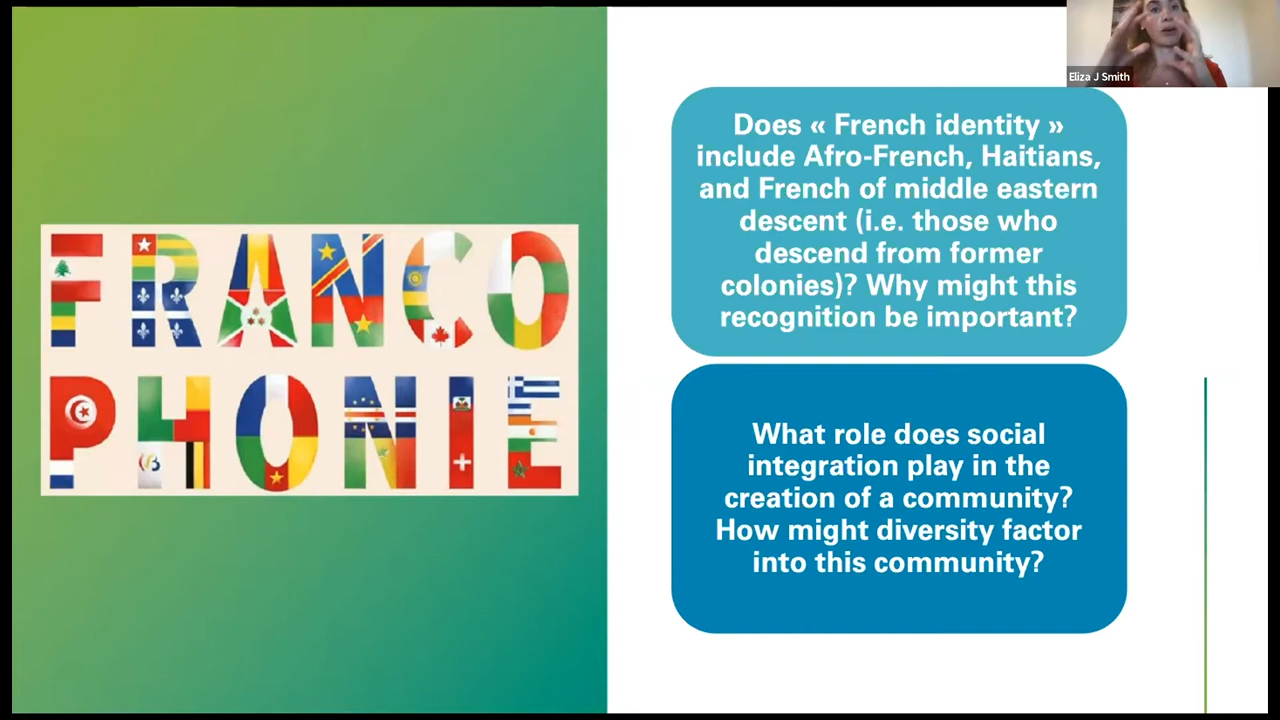 FRANCO
PHONIE
Eliza J Smith
Does « French identity »
include Afro-French, Haitians,
and French of middle eastern
descent (i.e. those who
descend from former
colonies)? Why might this
recognition be important?
What role does social
integration play in the
creation of a community?
How might diversity factor
into this community?